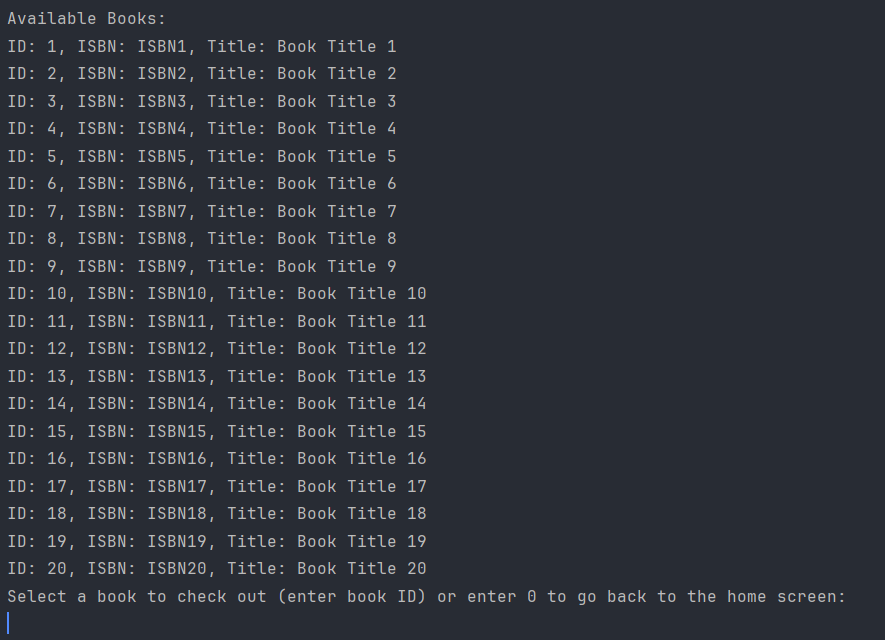 Available Books:
ID: 1, ISBN: ISBN1, Title: Book Title 1
ID: 2, ISBN: ISBN2, Title: Book Title 2
ID: 3, ISBN: ISBN3, Title: Book Title 3
ID: 4, ISBN: ISBN4, Title: Book Title 4
ID: 5, ISBN: ISBN5, Title: Book Title 5
ID: 6, ISBN: ISBN6, Title: Book Title 6
ID: 7, ISBN: ISBN7, Title: Book Title 7
ID: 8, ISBN: ISBN8, Title: Book Title 8
ID: 9, ISBN: ISBN9, Title: Book Title 9
ID: 10, ISBN: ISBN10, Title: Book Title 10
ID: 11, ISBN: ISBN11, Title: Book Title 11
ID: 12, ISBN: ISBN12, Title: Book Title 12
ID: 13, ISBN: ISBN13, Title: Book Title 13
ID: 14, ISBN: ISBN14, Title: Book Title 14
ID: 15, ISBN: ISBN15, Title: Book Title 15
ID: 16, ISBN: ISBN16, Title: Book Title 16
ID: 17, ISBN: ISBN17, Title: Book Title 17
ID: 18, ISBN: ISBN18, Title: Book Title 18
ID: 19, ISBN: ISBN19, Title: Book Title 19
ID: 20, ISBN: ISBN20, Title: Book Title 20
Select a book to check out (enter book ID) or enter 0 to go back to the home screen: